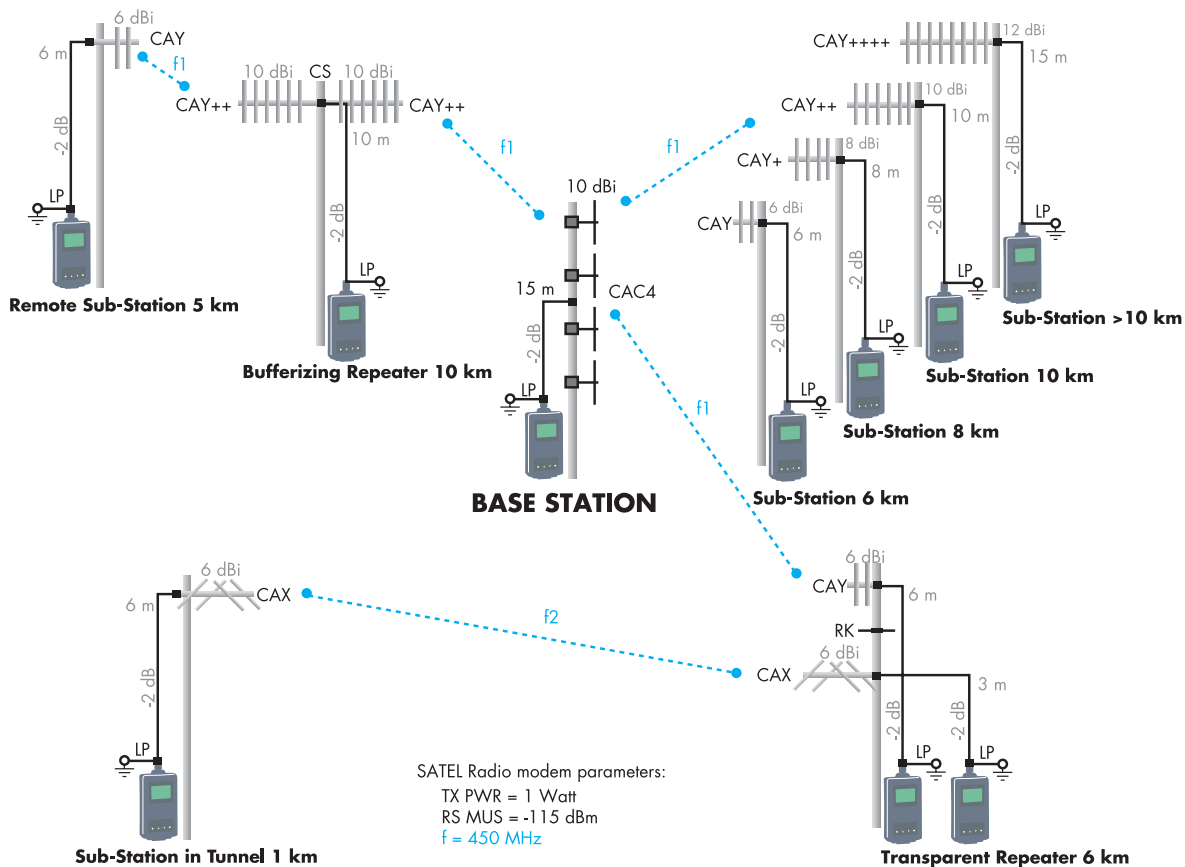 6 dBi
CAY
6 m
f1
-2 dB
LP
Remote Sub-Station 5 km
10 dBi
CS
10 dBi
CAY++
CAY++
10 m
-2 dB
LP
Bufferizing Repeater 10 km
f1
10 dBi
15 m
CAC4
-2 dB
LP
BASE STATION
f1
12 dBi
CAY++++
15 m
-2 dB
LP
Sub-Station >10 km
10 dBi
CAY++
10 m
-2 dB
LP
Sub-Station 10 km
8 dBi
CAY+
8 m
-2 dB
LP
Sub-Station 8 km
6 dBi
CAY
6 m
-2 dB
LP
Sub-Station 6 km
f1
6 dBi
CAX
6 m
-2 dB
LP
Sub-Station in Tunnel 1 km
f2
6 dBi
CAY
6 m
RK
6 dBi
CAX
3 m
-2 dB
-2 dB
LP
LP
Transparent Repeater 6 km
SATEL Radio modem parameters:
TX PWR = 1 Watt
RS MUS = -115 dBm
f = 450 MHz